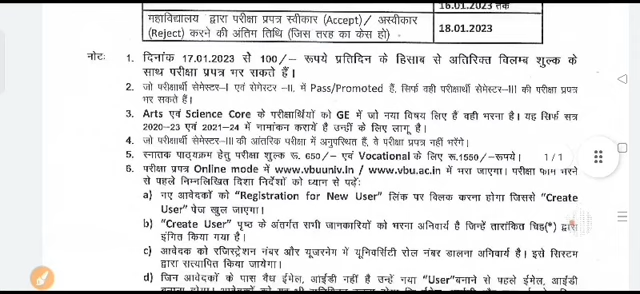 16.01.2023 तक
महाविद्यालय द्वारा परीक्षा प्रपत्र स्वीकार (Accept)/ अस्वीकार
(Reject) करने की अंतिम तिथि (जिस तरह का केस हो)
18.01.2023
नोटः 1. दिनांक 17.01.2023 से 100/- रूपये प्रतिदिन के हिसाब से अतिरिक्त विलम्ब शुल्क के
साथ परीक्षा प्रपत्र भर सकते हैं।
2. जो परीक्षार्थी सेमेस्टर-I एवं सेमेस्टर -II, में Pass/Promoted हैं, सिर्फ वही परीक्षार्थी सेमेस्टर-III की परीक्षा प्रपत्र
भर सकते हैं।
3. Arts एवं Science Core के परीक्षार्थियों को GE में जो नया विषय लिए हैं वही भरना है। यह सिर्फ सत्र
2020-23 एवं 2021-24 में नामांकन करायें है उन्हीं के लिए लागू है।
4. जो परीक्षार्थी सेमेस्टर-III की आंतरिक परीक्षा में अनुपस्थित हैं, वे परीक्षा प्रपत्र नहीं भरेंगे।
5. स्नातक पाठ्यक्रम हेतु परीक्षा शुल्क रू. 650/- एवं Vocational के लिए रू.1550/-रूपये। 1/1
6. परीक्षा प्रपत्र Online mode में www.vbuuniv.in / www.vbu.ac.in में भरा जाएगा। परीक्षा फार्म भरने
से पहले निम्नलिखित दिशा निर्देशों को ध्यान से पढ़ेंः
a) नए आवेदकों को "Registration for New User" लिंक पर क्लिक करना होगा जिससे "Create
User" पेज खुल जाएगा।
b) "Create User" पृष्ठ के अंतर्गत सभी जानकारियों को भरना अनिवार्य है जिन्हें तारांकित चिह्न(*) द्वारा
इंगित किया गया है।
c) आवेदक को रजिस्ट्रेशन नंबर और यूजरनेम में यूनिवर्सिटी रोल नंबर डालना अनिवार्य है। इसे सिस्टम
द्वारा सत्यापित किया जायेगा।
d) जिन आवेदकों के पास वैध ईमेल, आईडी नहीं है उन्हें नया "User"बनाने से पहले ईमेल, आईडी